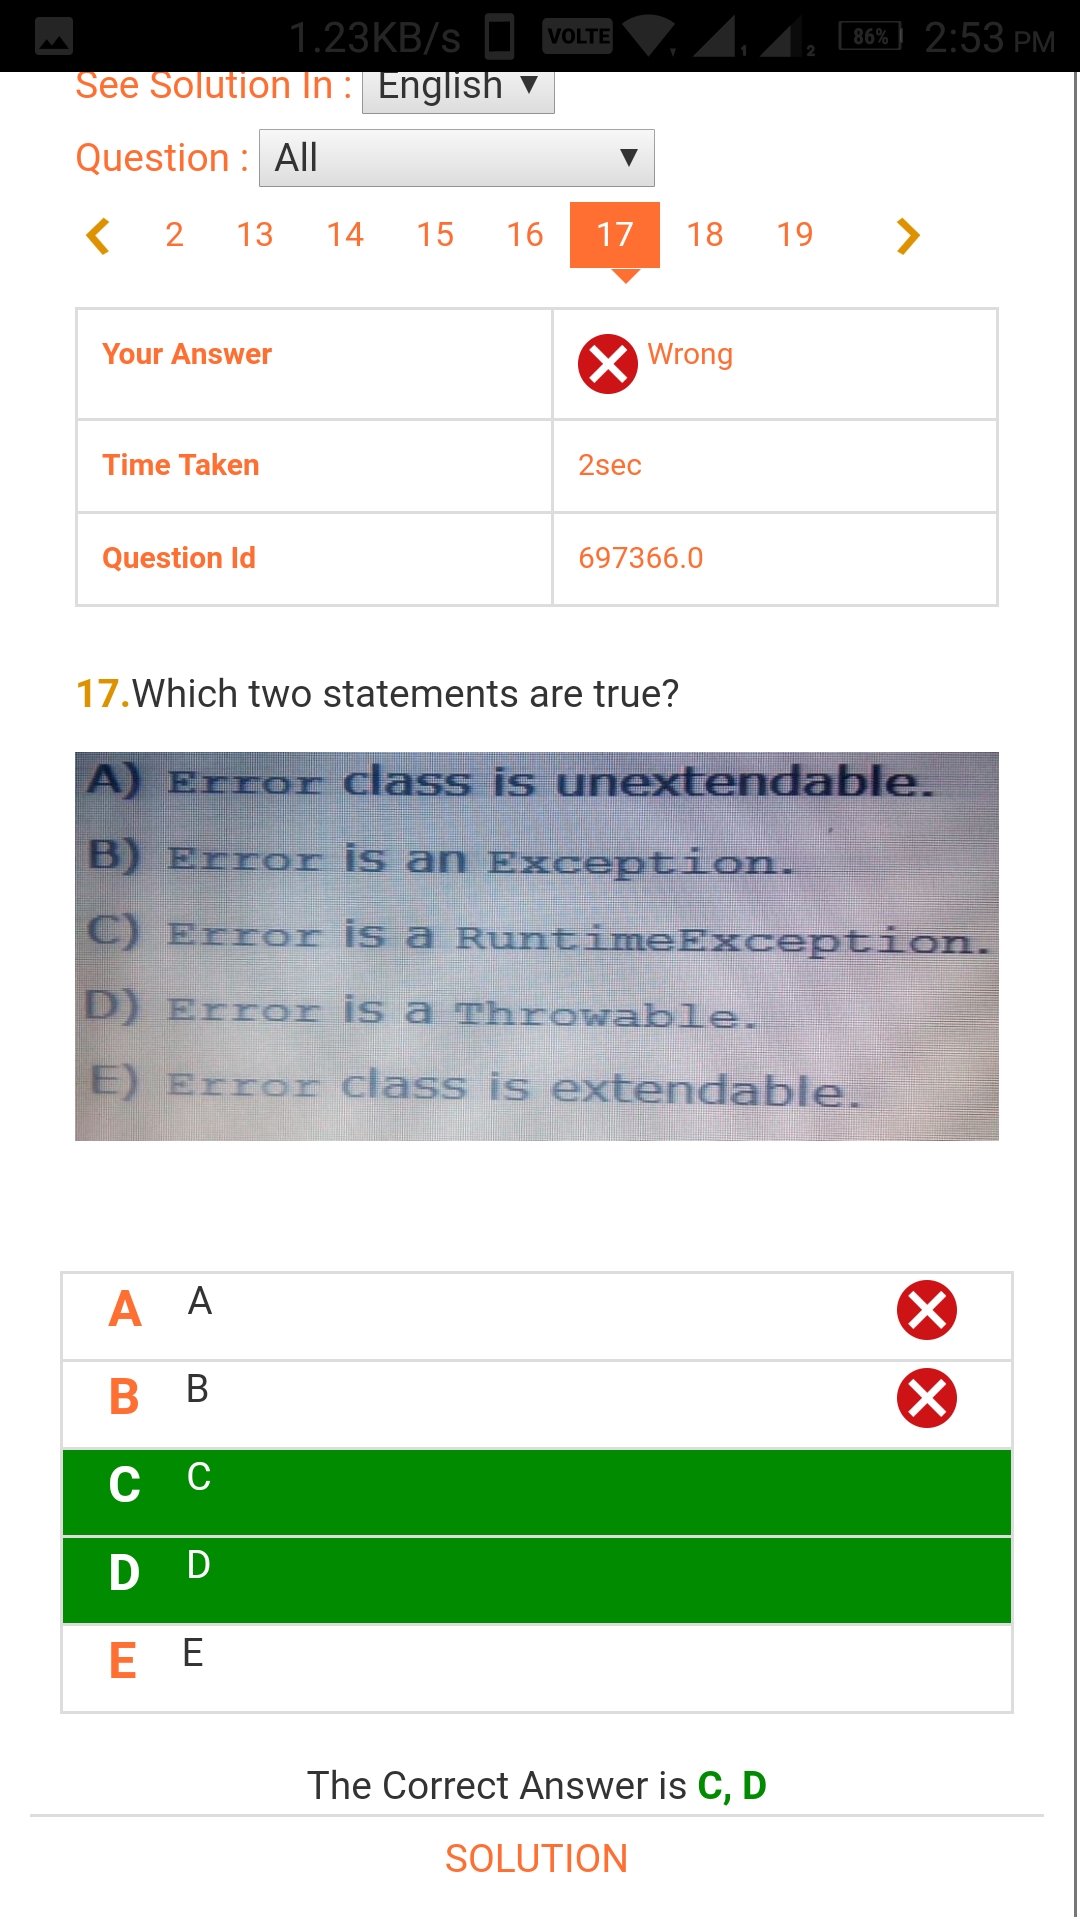 1.23KB/s VOLTE 1 2 86% 2:53 PM
See Solution In : English
Question : All
2 13 14 15 16 17 18 19
Your Answer Wrong
Time Taken 2sec
Question Id 697366.0
17.Which two statements are true?
A) Error class is unextendable.
B) Error is an Exception.
C) Error is a RuntimeException.
D) Error is a Throwable.
E) Error class is extendable.
A A
B B
C C
D D
E E
The Correct Answer is C, D
SOLUTION